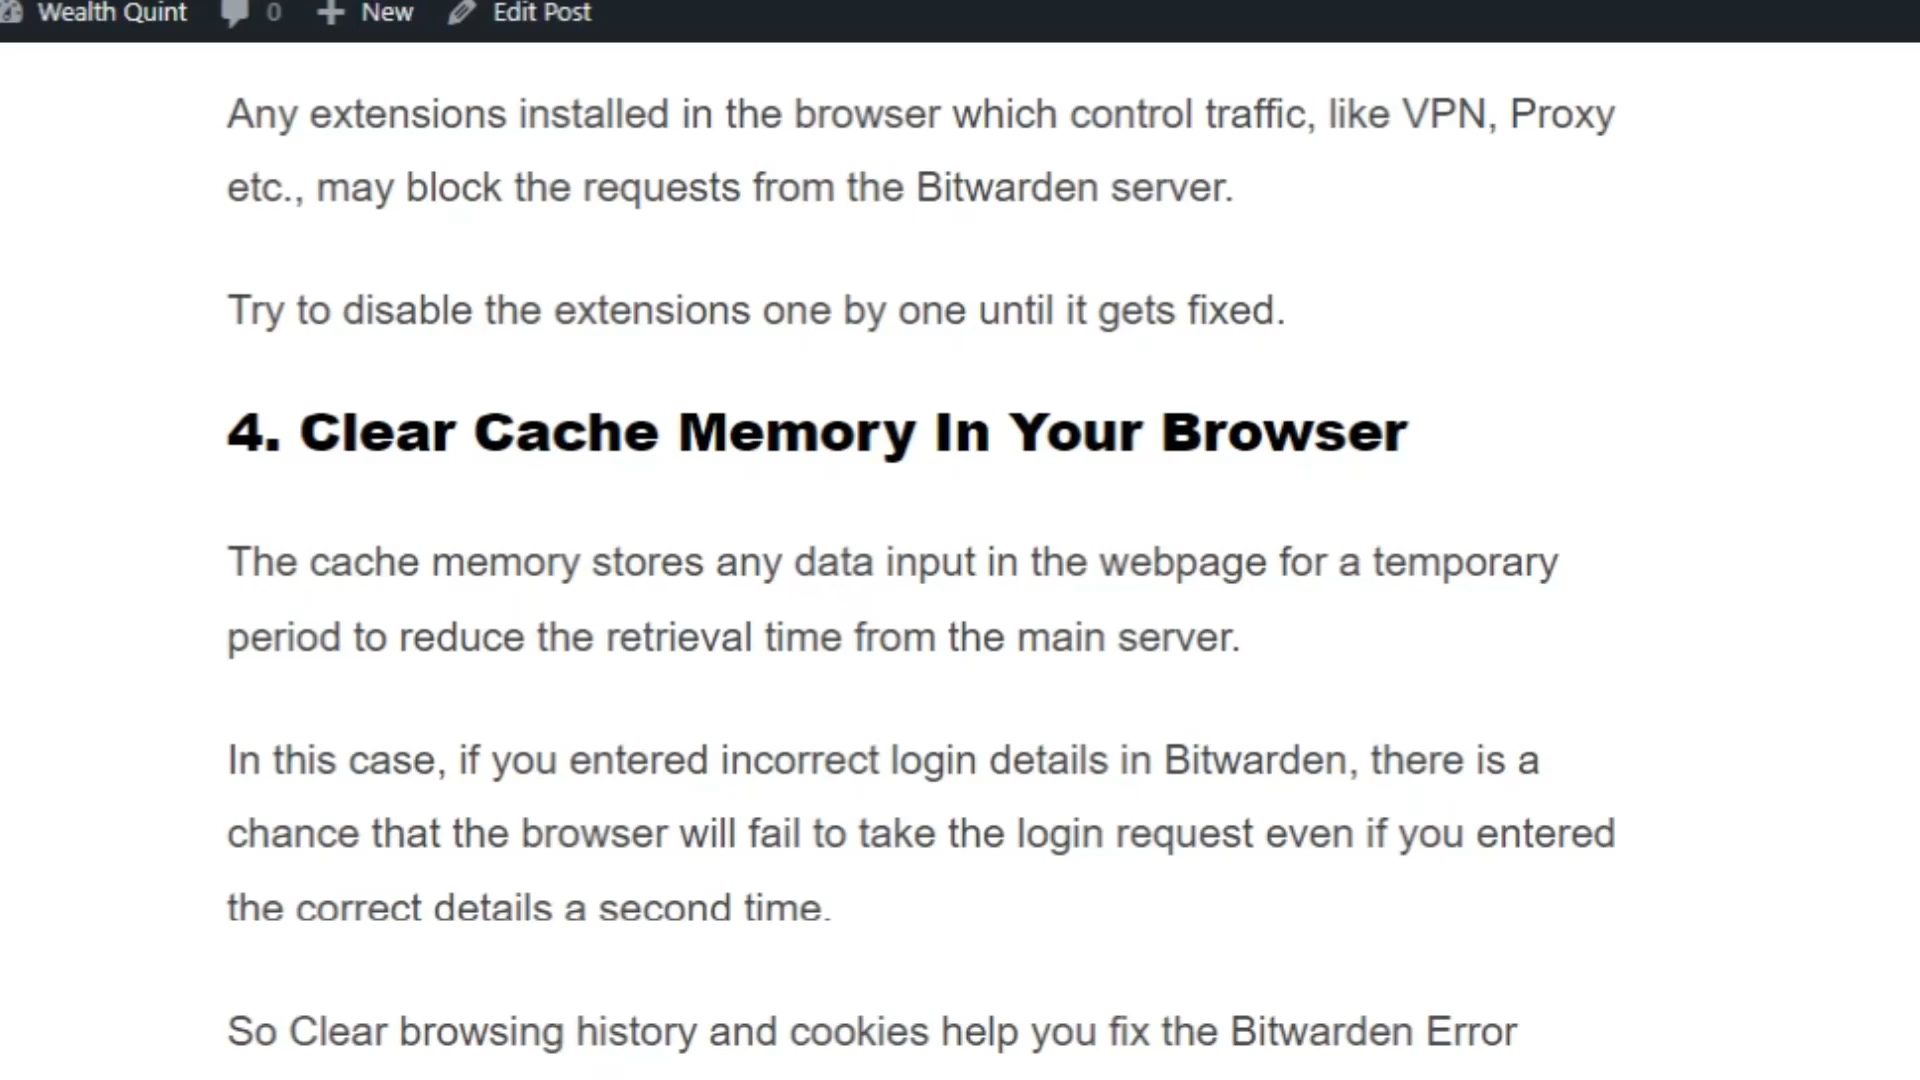 Wealth Quint 0 New Edit Post
Any extensions installed in the browser which control traffic, like VPN, Proxy
etc., may block the requests from the Bitwarden server.
Try to disable the extensions one by one until it gets fixed.
4. Clear Cache Memory In Your Browser
The cache memory stores any data input in the webpage for a temporary
period to reduce the retrieval time from the main server.
In this case, if you entered incorrect login details in Bitwarden, there is a
chance that the browser will fail to take the login request even if you entered
the correct details a second time.
So Clear browsing history and cookies help you fix the Bitwarden Error